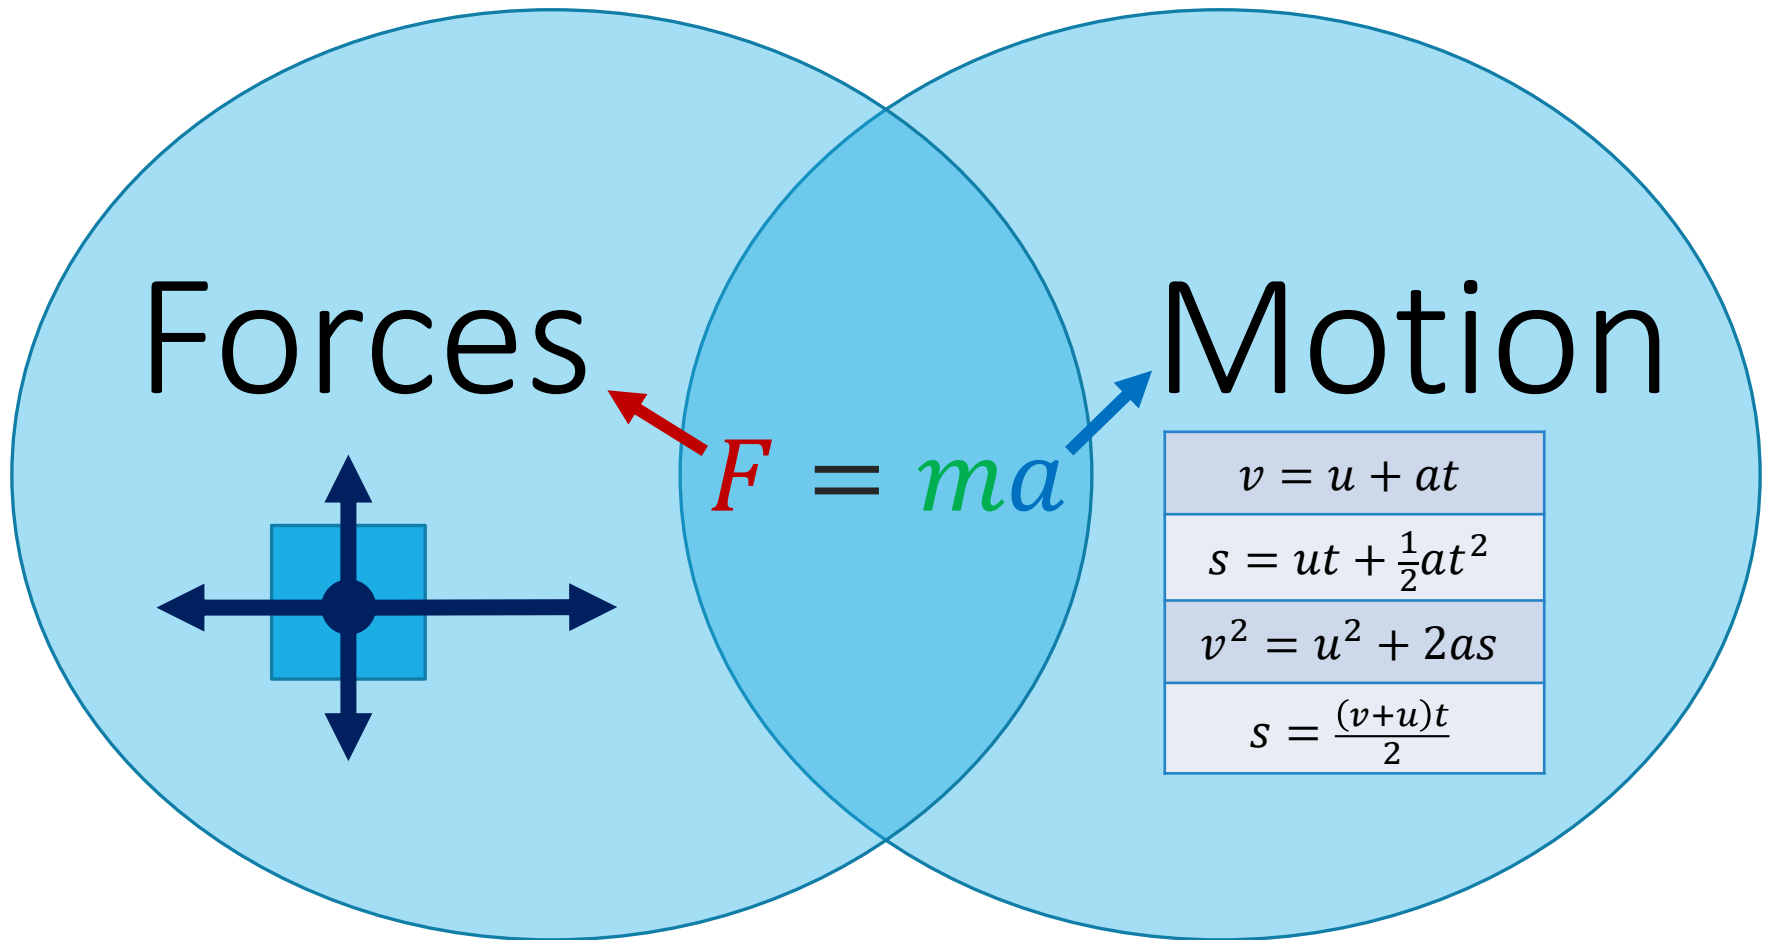 Forces
F = ma
Motion
v = u + at
s = ut + ½at²
v² = u² + 2as
s = (v+u)t/2